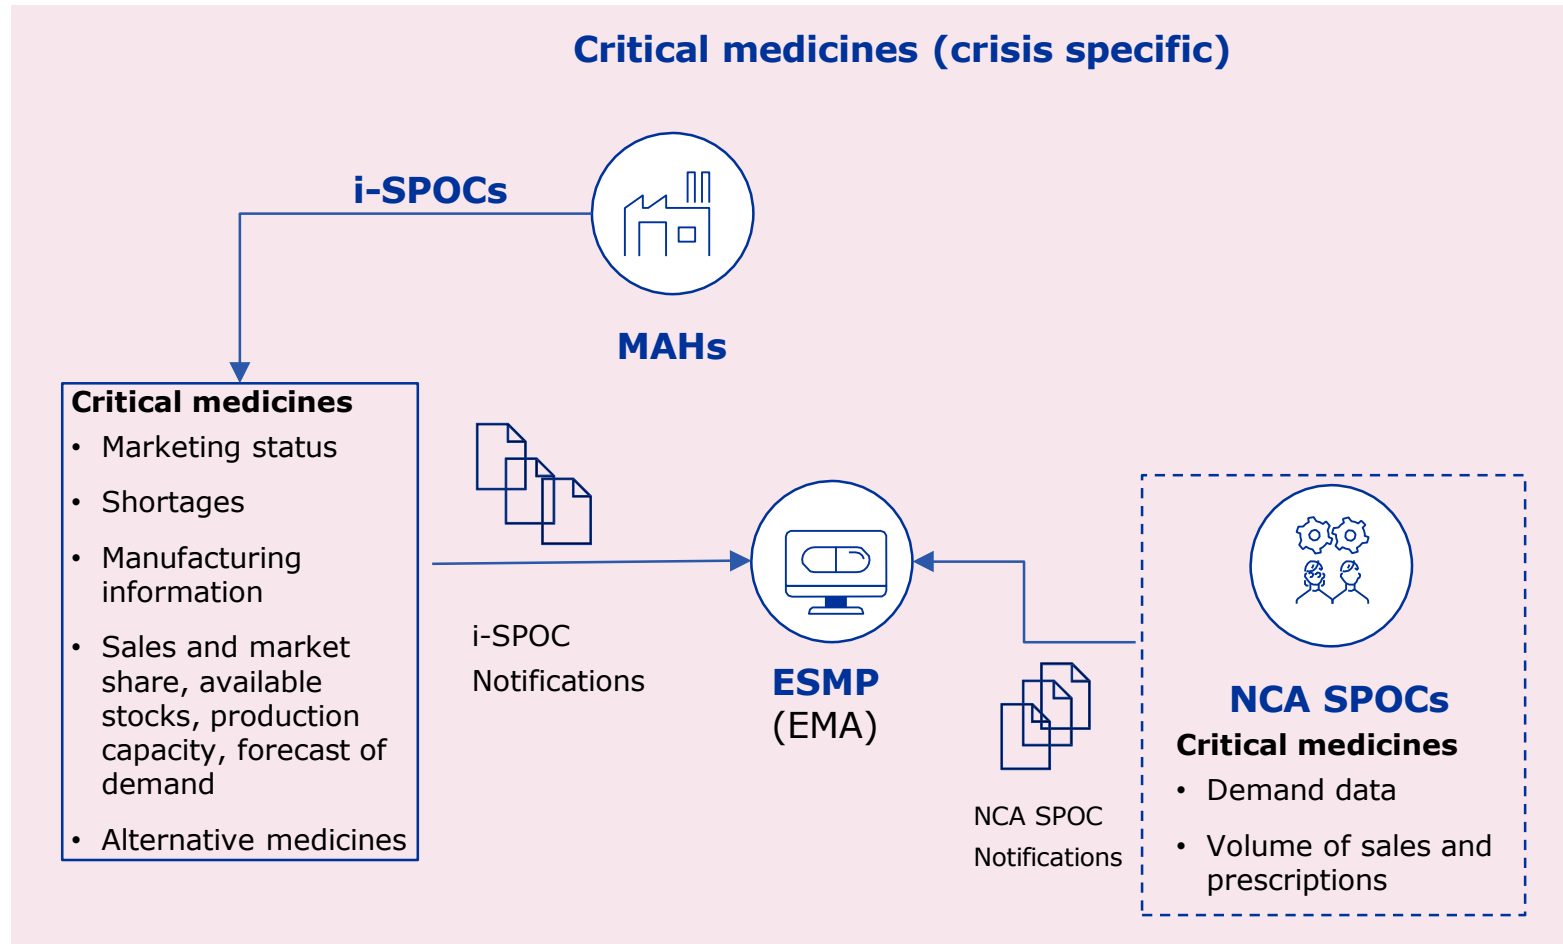 Critical medicines (crisis specific)
i-SPOCs
MAHs
Critical medicines
• Marketing status
• Shortages
• Manufacturing
information
• Sales and market
share, available
stocks, production
capacity, forecast of
demand
• Alternative medicines
i-SPOC
Notifications
ESMP
(EMA)
NCA SPOC
Notifications
NCA SPOCs
Critical medicines
• Demand data
• Volume of sales and
prescriptions